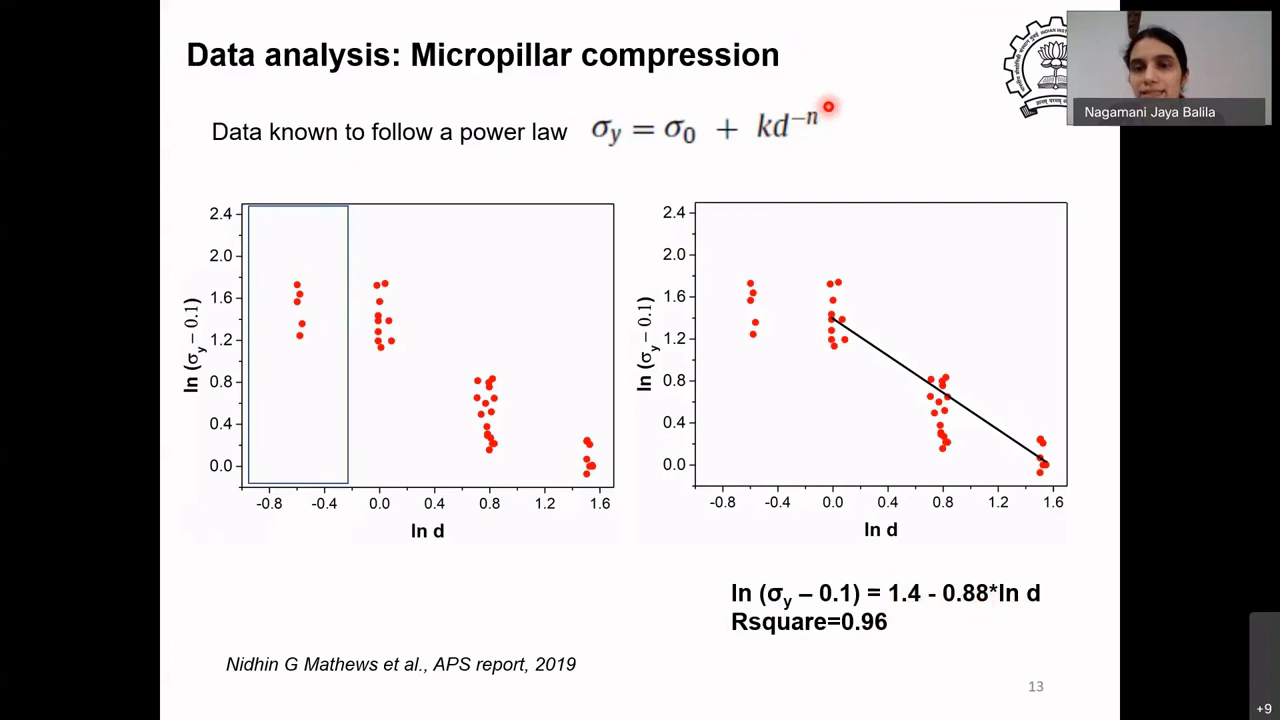 Data analysis: Micropillar compression
Nagamani Jaya Balila
Data known to follow a power law σy = σ0 + kd−n
2.4
2.0
1.6
1.2
0.8
0.4
0.0
ln (σy – 0.1)
-0.8 -0.4 0.0 0.4 0.8 1.2 1.6
ln d
2.4
2.0
1.6
1.2
0.8
0.4
0.0
ln (σy – 0.1)
-0.8 -0.4 0.0 0.4 0.8 1.2 1.6
ln d
ln (σy – 0.1) = 1.4 - 0.88*ln d
Rsquare=0.96
Nidhin G Mathews et al., APS report, 2019
13
+9